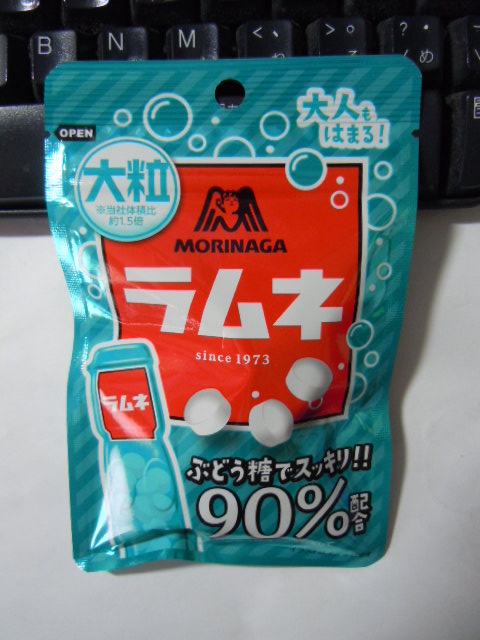 B N M く 、 > 。 ? ・ め
OPEN
大人も
はまる!
大粒
※当社体積比
約1.5倍
MORINAGA
ラムネ
since 1973
ラムネ
ぶどう糖でスッキリ!!
90%配合